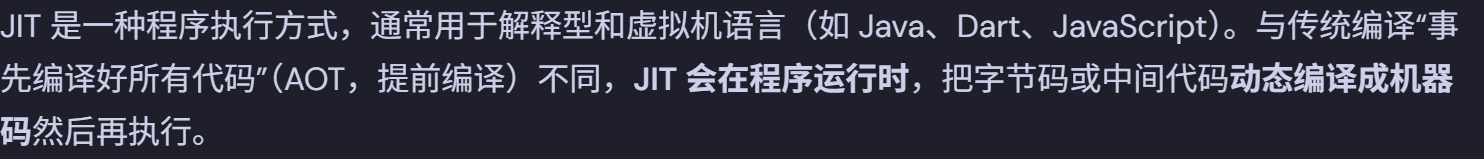 JIT 是一种程序执行方式，通常用于解释型和虚拟机语言（如 Java、Dart、JavaScript）。与传统编译“事
先编译好所有代码”（AOT，提前编译）不同，JIT 会在程序运行时，把字节码或中间代码动态编译成机器
码然后再执行。